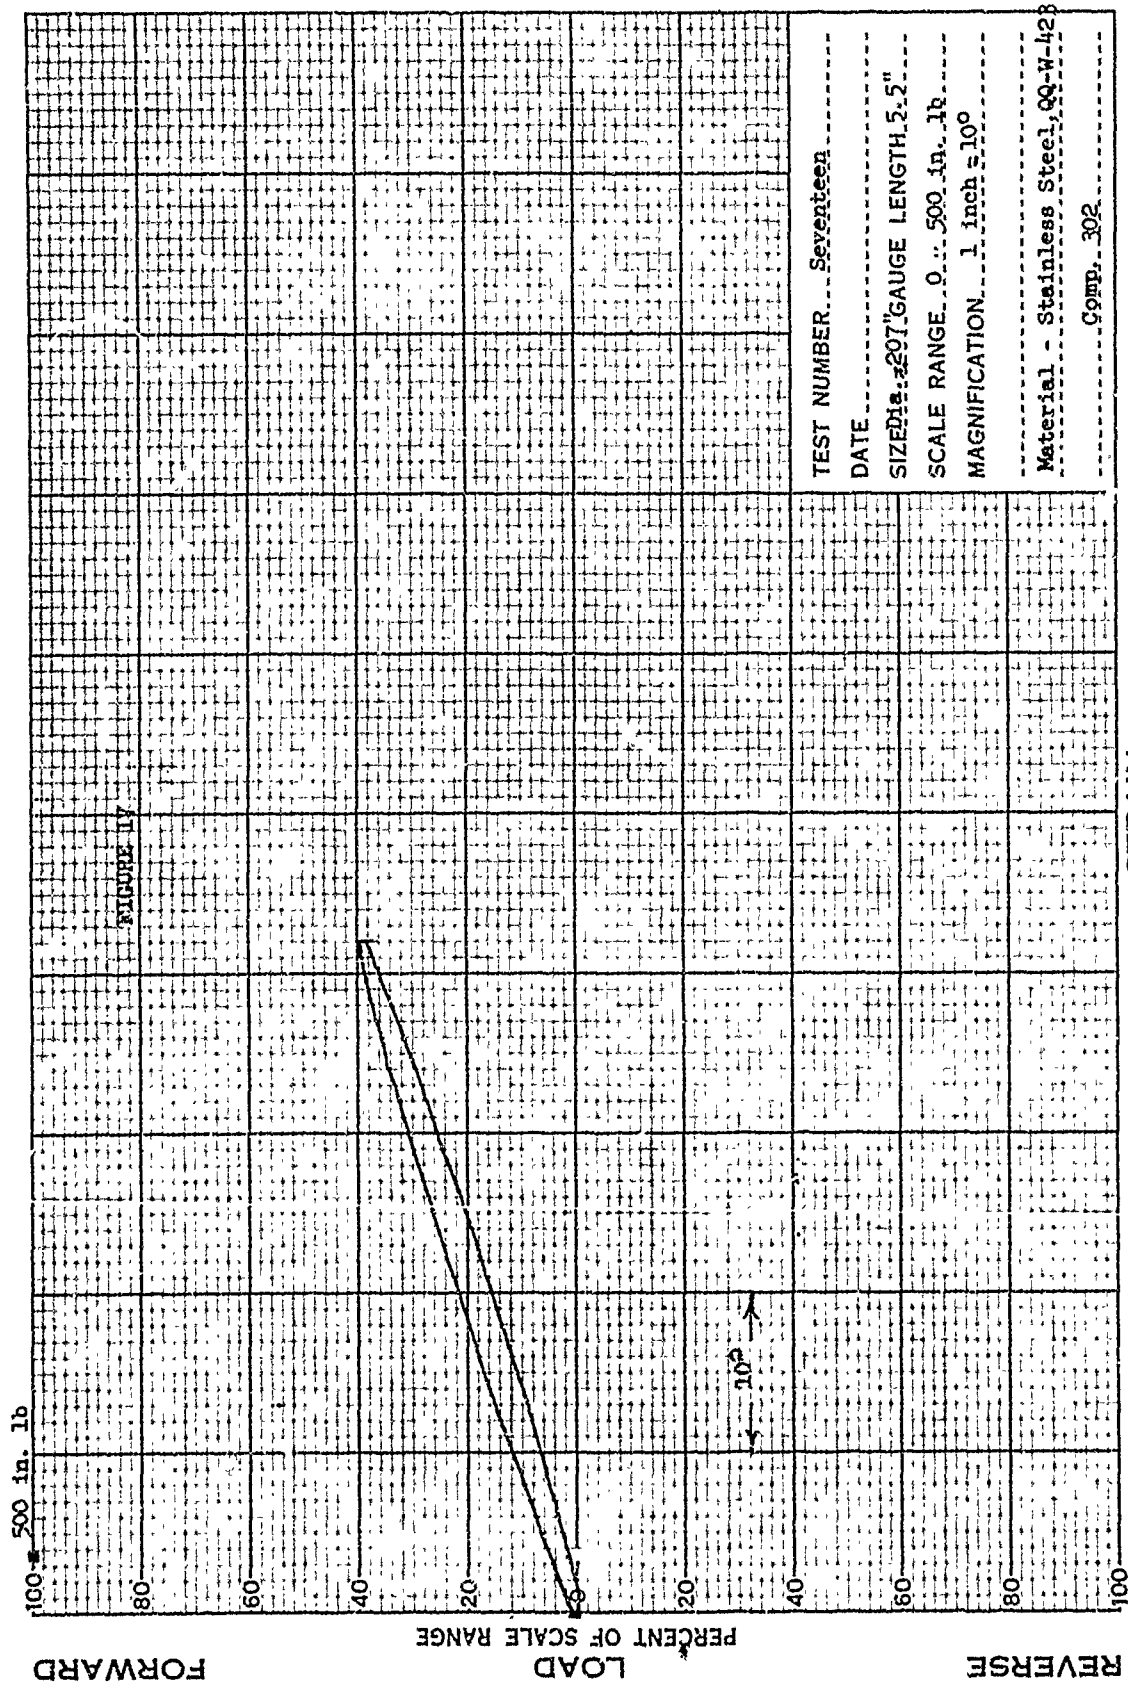 FIGURE IV
100 = 500 in. lb
80
60
40
20
0
20
40
60
80
100
FORWARD
LOAD
REVERSE
PERCENT OF SCALE RANGE
10°
TEST NUMBER Seventeen
DATE
SIZE Dia. .207" GAUGE LENGTH 2.5"
SCALE RANGE 0 - 500 in. lb
MAGNIFICATION 1 inch = 10°
Material - Stainless Steel, QQ-W-423
Comp. 302